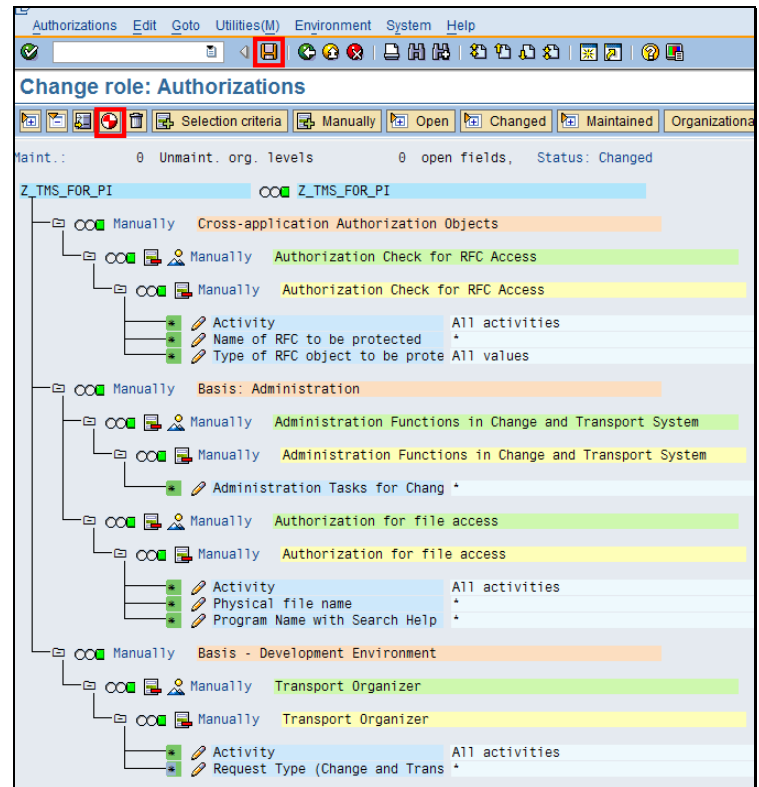 Authorizations Edit Goto Utilities(M) Environment System Help
Change role: Authorizations
Selection criteria Manually Open Changed Maintained Organizationa
Maint.: 0 Unmaint. org. levels 0 open fields, Status: Changed
Z_TMS_FOR_PI Z_TMS_FOR_PI
Manually Cross-application Authorization Objects
Manually Authorization Check for RFC Access
Manually Authorization Check for RFC Access
* Activity All activities
* Name of RFC to be protected *
* Type of RFC object to be prote All values
Manually Basis: Administration
Manually Administration Functions in Change and Transport System
Manually Administration Functions in Change and Transport System
* Administration Tasks for Chang *
Manually Authorization for file access
Manually Authorization for file access
* Activity All activities
* Physical file name *
* Program Name with Search Help *
Manually Basis - Development Environment
Manually Transport Organizer
Manually Transport Organizer
* Activity All activities
* Request Type (Change and Trans *